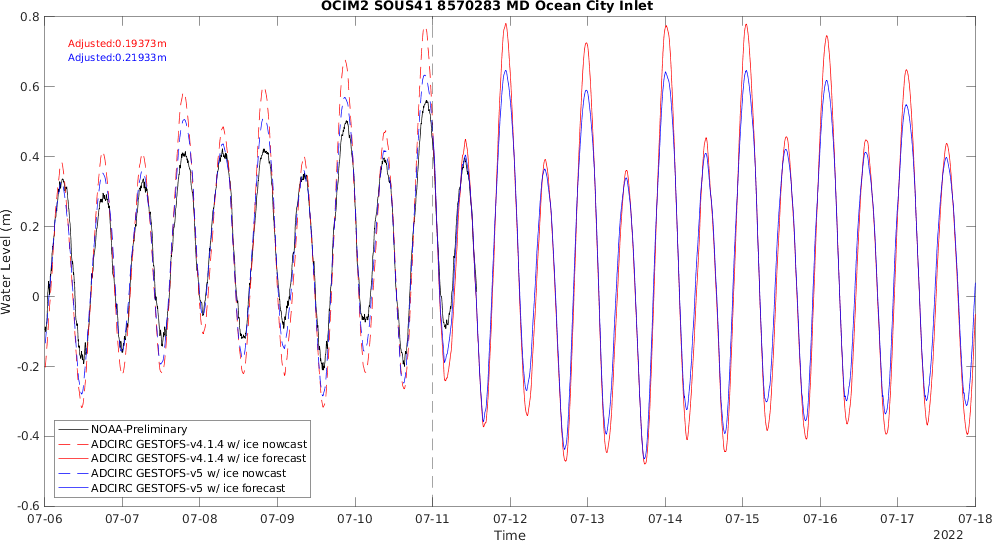 OCIM2 SOUS41 8570283 MD Ocean City Inlet
Adjusted:0.19373m
Adjusted:0.21933m
Water Level (m)
0.8
0.6
0.4
0.2
0
-0.2
-0.4
-0.6
NOAA-Preliminary
ADCIRC GESTOFS-v4.1.4 w/ ice nowcast
ADCIRC GESTOFS-v4.1.4 w/ ice forecast
ADCIRC GESTOFS-v5 w/ ice nowcast
ADCIRC GESTOFS-v5 w/ ice forecast
07-06 07-07 07-08 07-09 07-10 07-11 07-12 07-13 07-14 07-15 07-16 07-17 07-18
Time
2022